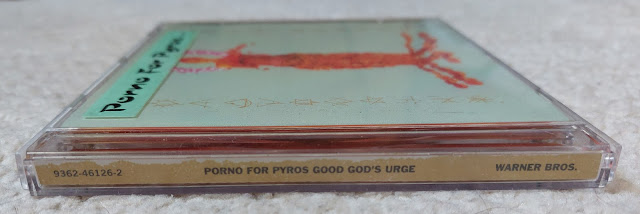 Porno For Pyros
9362-46126-2 PORNO FOR PYROS GOOD GOD'S URGE WARNER BROS.